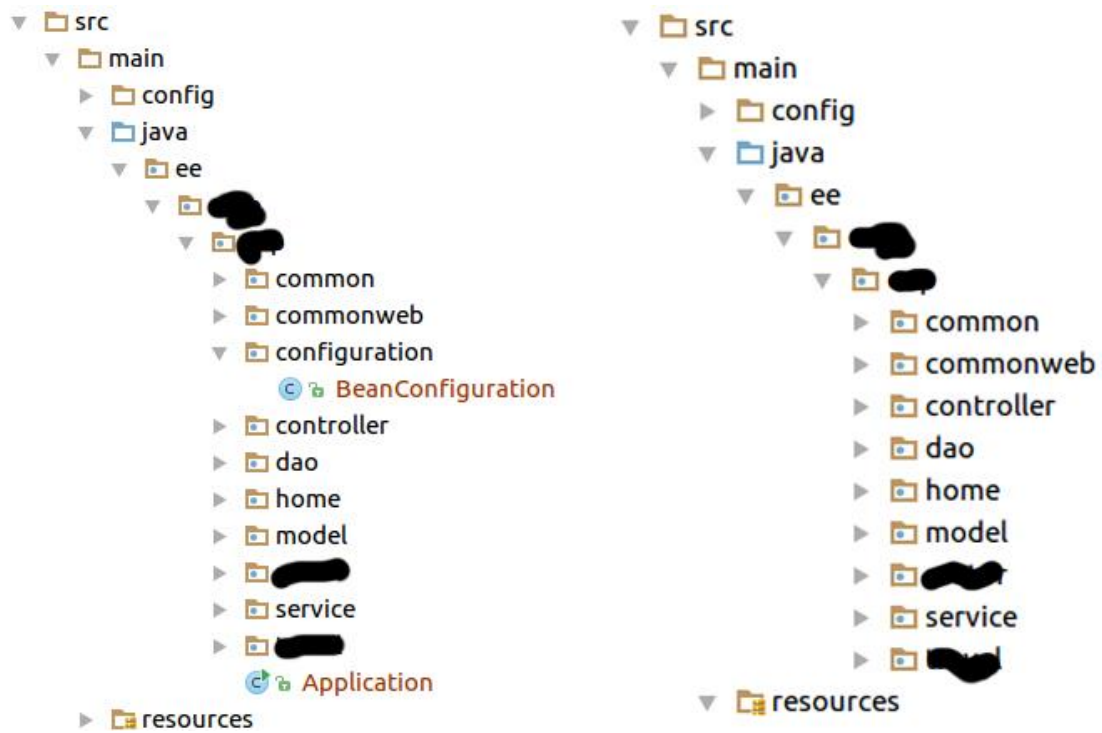 src
main
config
java
ee
common
commonweb
configuration
BeanConfiguration
controller
dao
home
model
service
Application
resources
src
main
config
java
ee
common
commonweb
controller
dao
home
model
service
resources